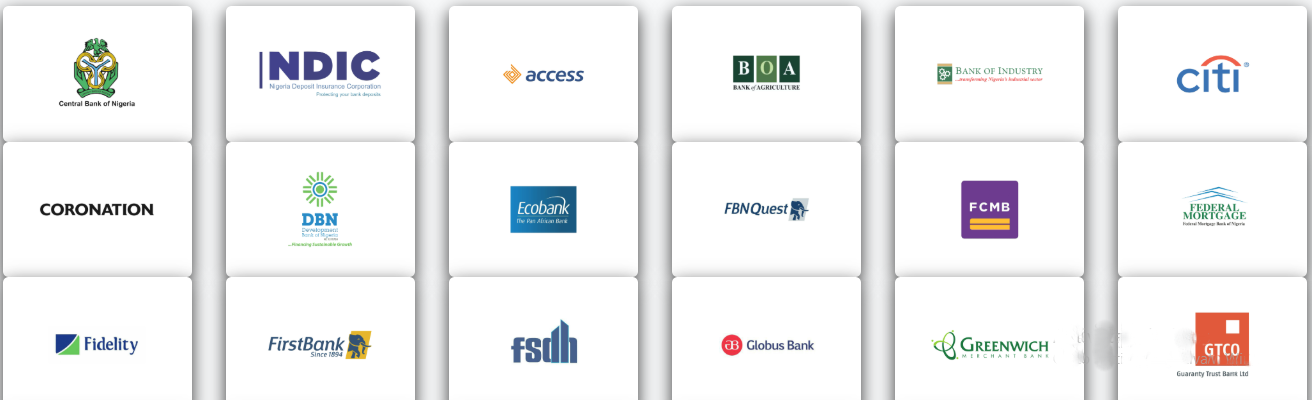 Central Bank of Nigeria
NDIC
Nigeria Deposit Insurance Corporation
Protecting your bank deposits
access
BOA
BANK of AGRICULTURE
BANK OF INDUSTRY
...transforming Nigeria's industrial sector
citi®
CORONATION
DBN
Development
Bank of Nigeria
...Financing Sustainable Growth
Ecobank
The Pan African Bank
FBNQuest
FCMB
FEDERAL
MORTGAGE
Federal Mortgage Bank of Nigeria
Fidelity
FirstBank
Since 1894
fsdh
Globus Bank
GREENWICH
MERCHANT BANK
GTCO
Guaranty Trust Bank Ltd